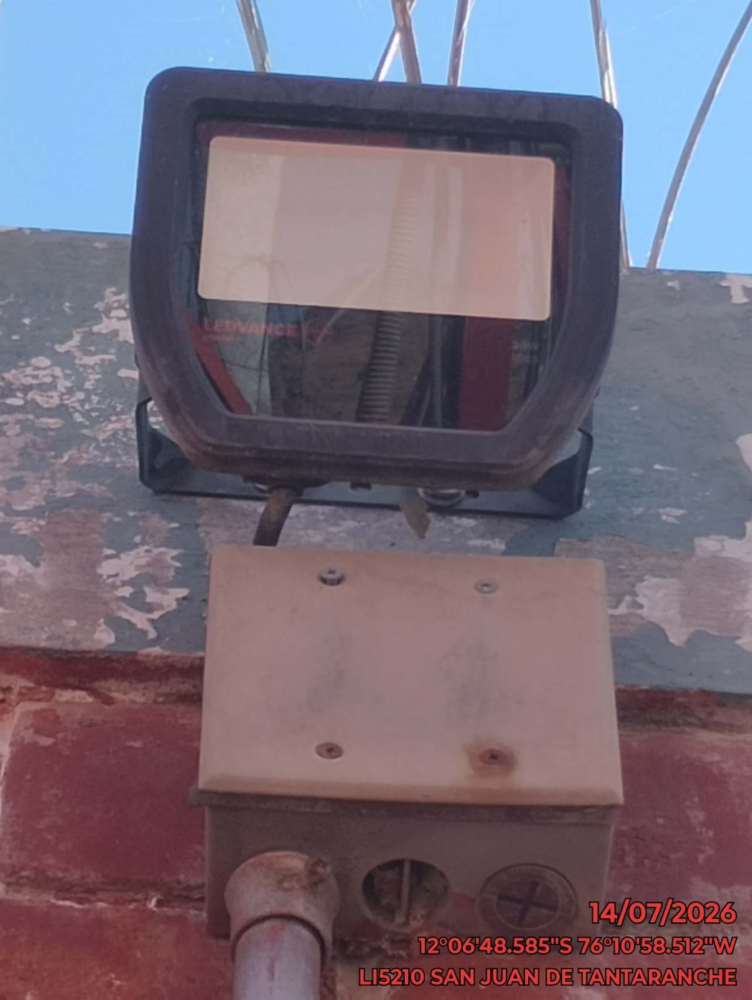 LEDVANCE
14/07/2026
12°06'48.585"S 76°10'58.512"W
LI5210 SAN JUAN DE TANTARANCHE